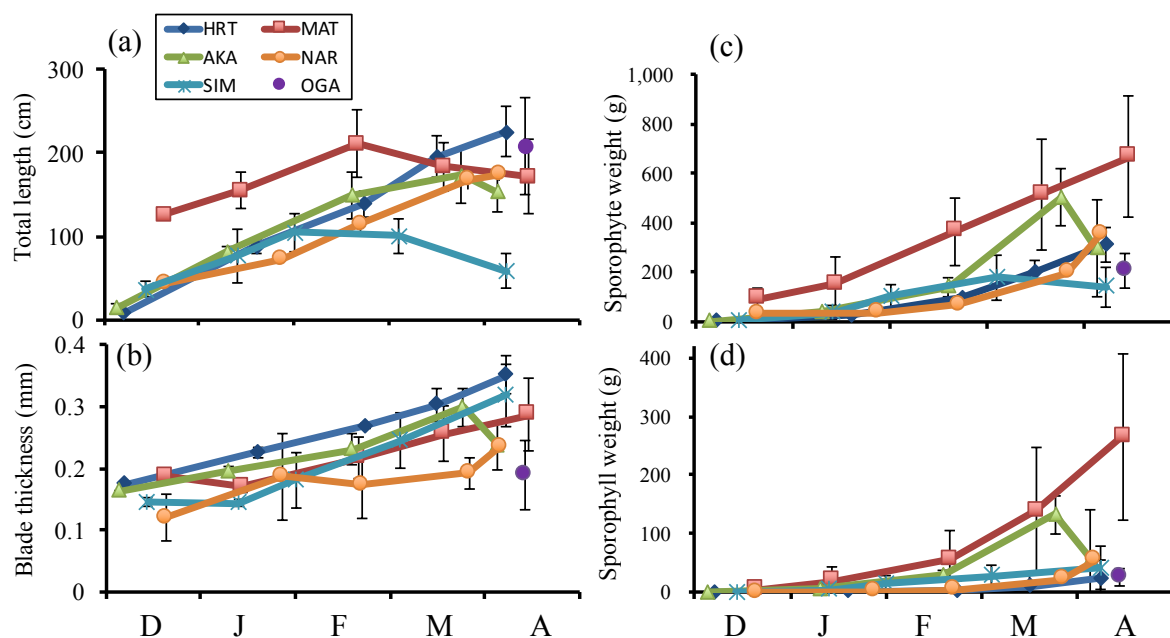 (a)
HRT
MAT
AKA
NAR
SIM
OGA
300
200
100
0
Total length (cm)
(b)
0.4
0.3
0.2
0.1
0
Blade thickness (mm)
D J F M A
(c)
1,000
800
600
400
200
0
Sporophyte weight (g)
(d)
400
300
200
100
0
Sporophyll weight (g)
D J F M A